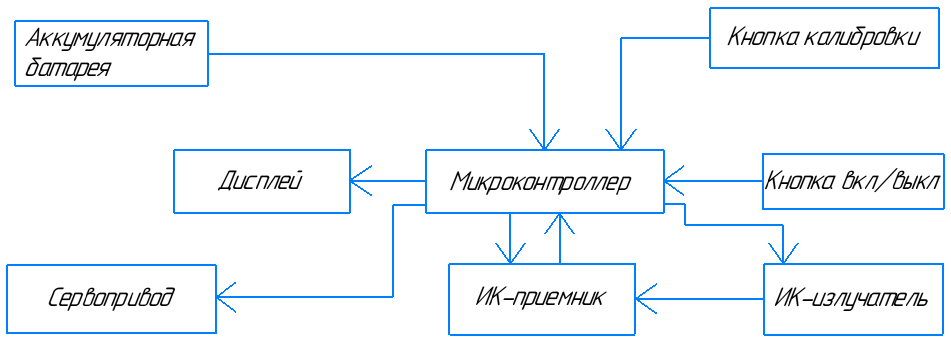 Аккумуляторная
батарея
Кнопка калибровки
Дисплей
Микроконтроллер
Кнопка вкл/выкл
Сервопривод
ИК-приемник
ИК-излучатель